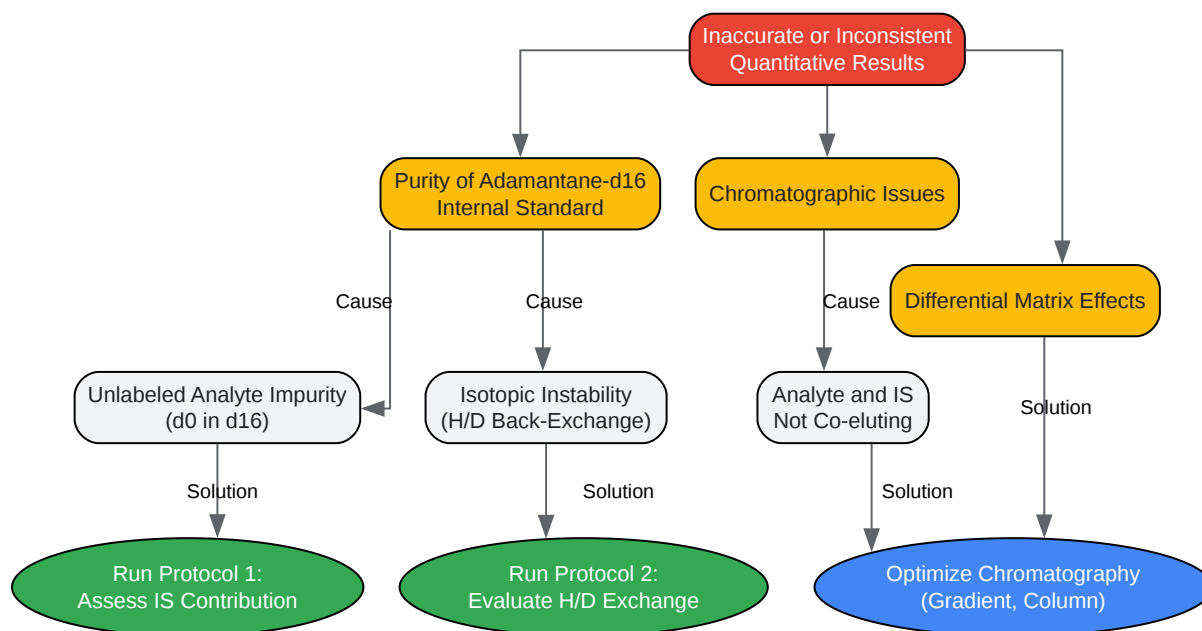 Inaccurate or Inconsistent
Quantitative Results
Purity of Adamantane-d16
Internal Standard
Chromatographic Issues
Differential Matrix Effects
Cause
Cause
Cause
Unlabeled Analyte Impurity
(d0 in d16)
Isotopic Instability
(H/D Back-Exchange)
Analyte and IS
Not Co-eluting
Solution
Solution
Solution
Solution
Run Protocol 1:
Assess IS Contribution
Run Protocol 2:
Evaluate H/D Exchange
Optimize Chromatography
(Gradient, Column)